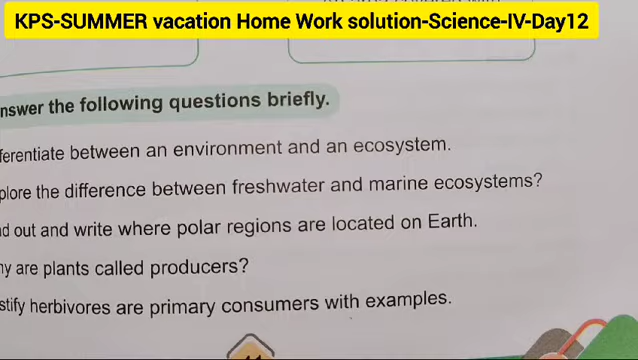 KPS-SUMMER vacation Home Work solution-Science-IV-Day12
nswer the following questions briefly.
ferentiate between an environment and an ecosystem.
plore the difference between freshwater and marine ecosystems?
d out and write where polar regions are located on Earth.
y are plants called producers?
stify herbivores are primary consumers with examples.